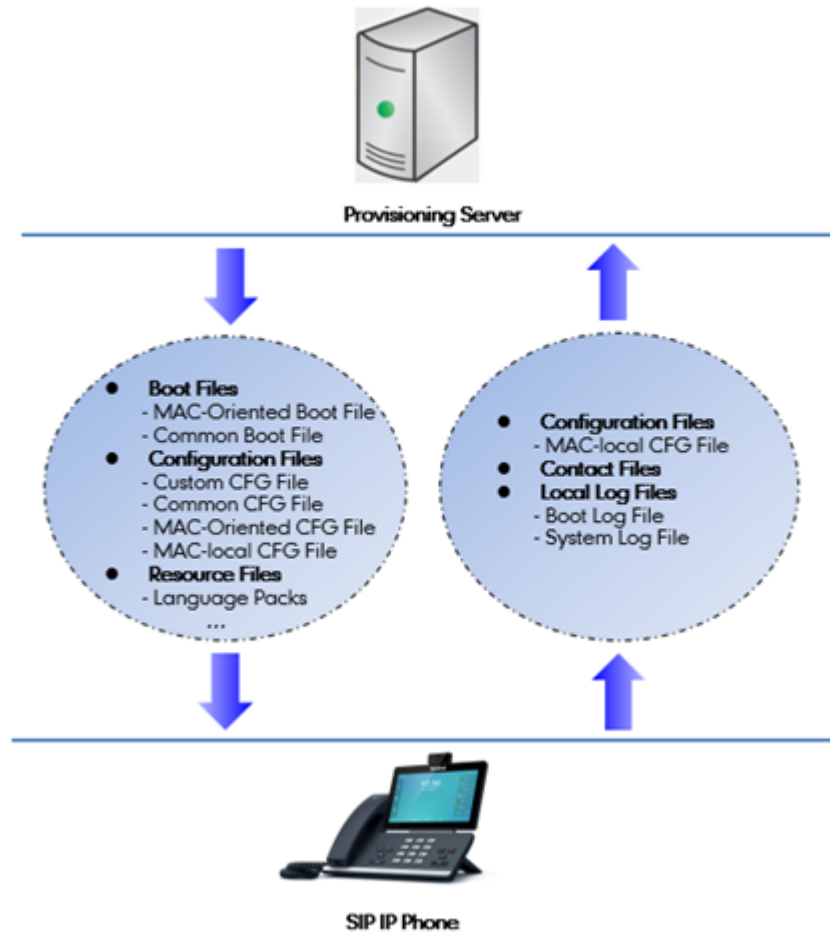 Provisioning Server
● Boot Files
- MAC-Oriented Boot File
- Common Boot File
● Configuration Files
- Custom CFG File
- Common CFG File
- MAC-Oriented CFG File
- MAC-local CFG File
● Resource Files
- Language Packs
...
● Configuration Files
- MAC-local CFG File
● Contact Files
● Local Log Files
- Boot Log File
- System Log File
SIP IP Phone